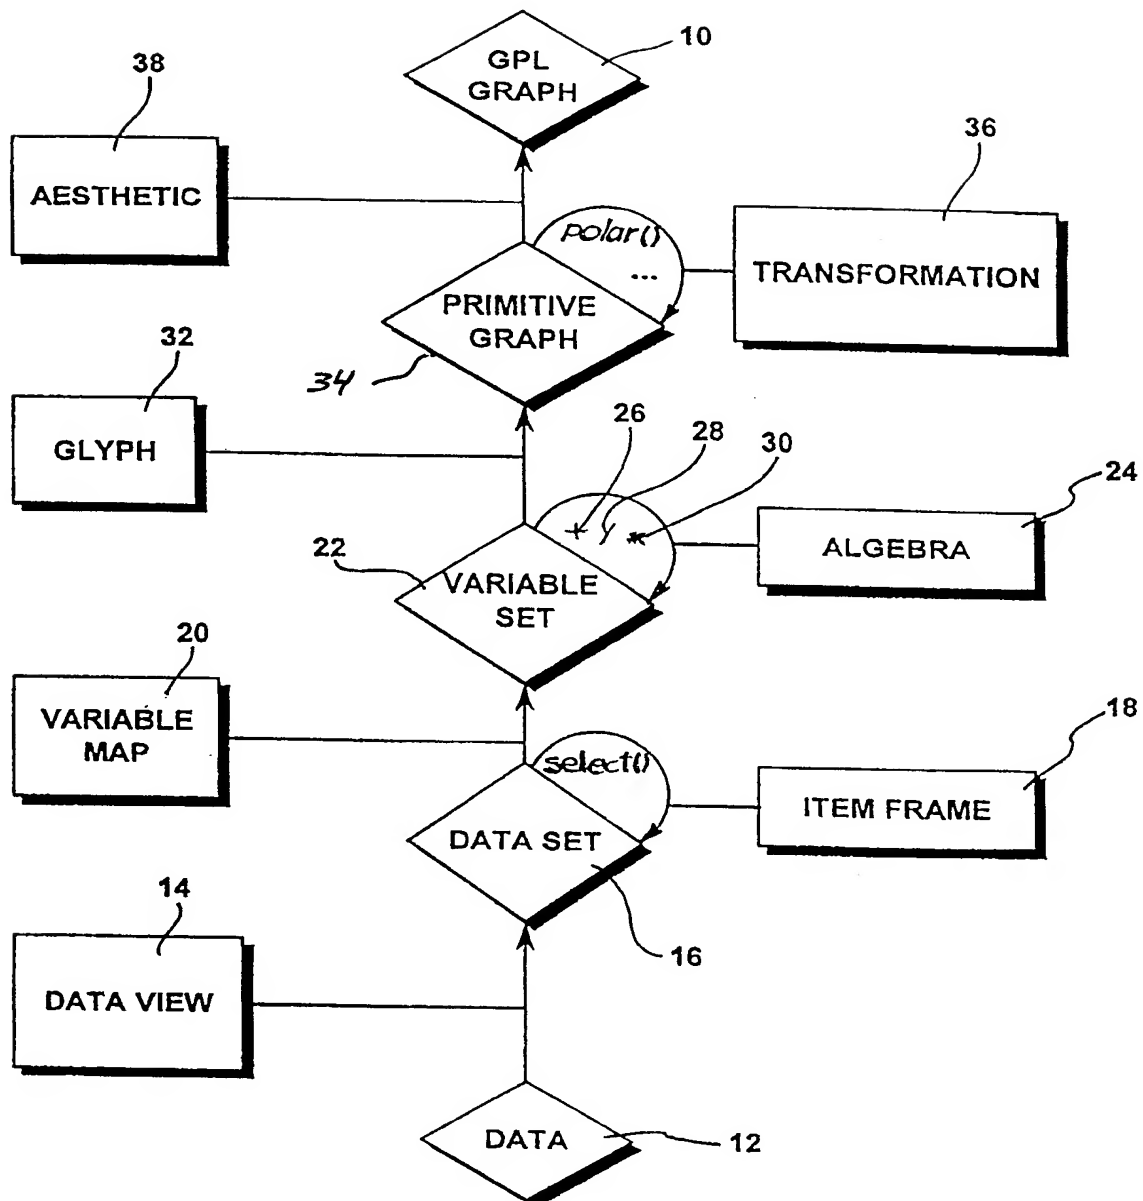 10
GPL
GRAPH
38
AESTHETIC
36
polar()
...
TRANSFORMATION
PRIMITIVE
GRAPH
34
32
GLYPH
26
28
30
+ / *
24
ALGEBRA
22
VARIABLE
SET
20
VARIABLE
MAP
18
select()
ITEM FRAME
DATA SET
16
14
DATA VIEW
DATA
12